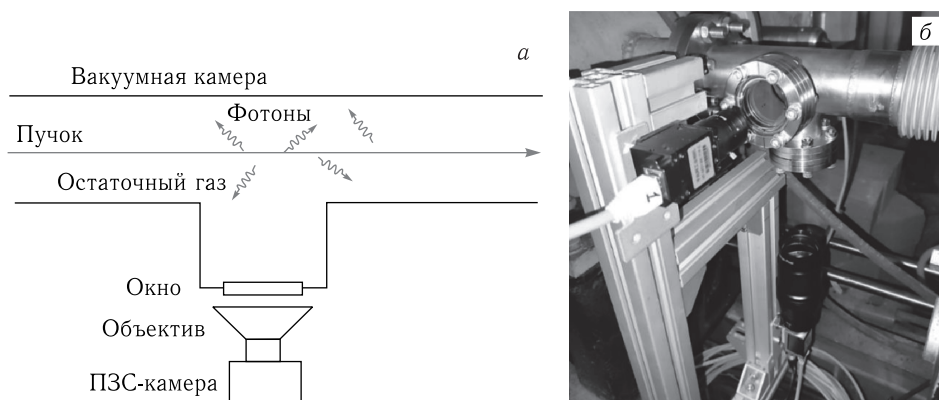 а
Вакуумная камера
Фотоны
Пучок
Остаточный газ
Окно
Объектив
ПЗС-камера
б